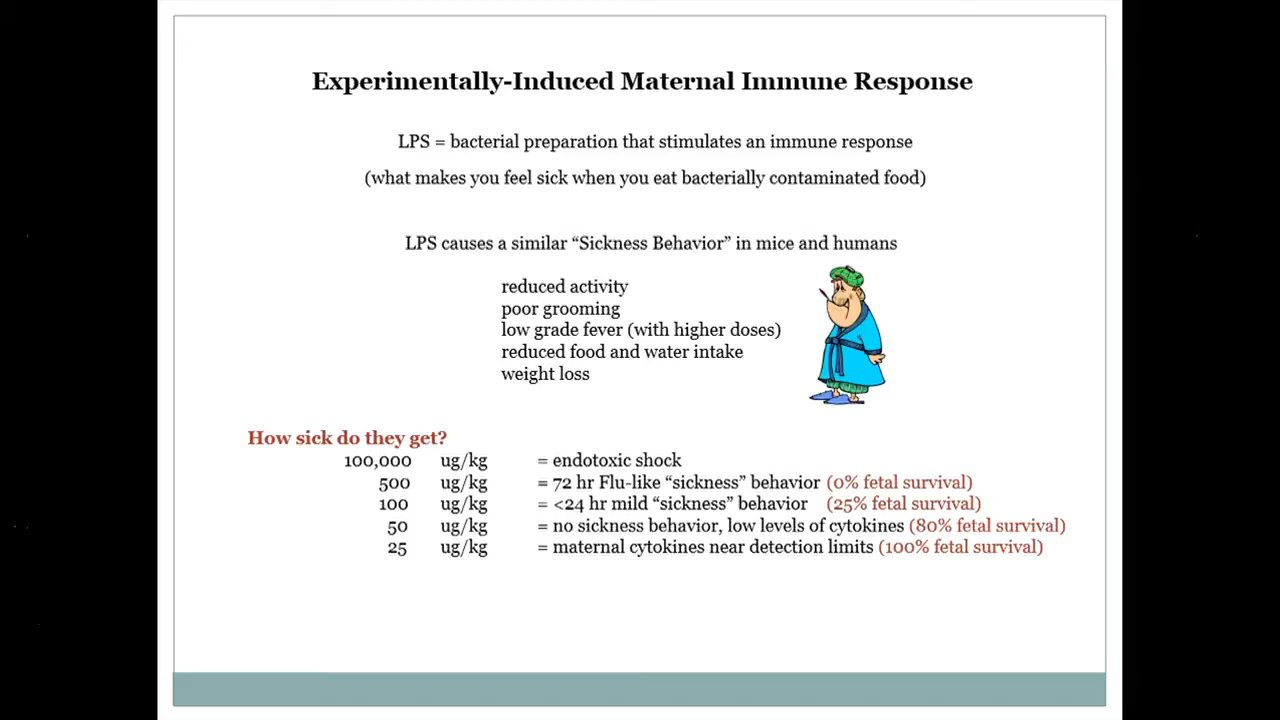 Experimentally-Induced Maternal Immune Response
LPS = bacterial preparation that stimulates an immune response
(what makes you feel sick when you eat bacterially contaminated food)
LPS causes a similar “Sickness Behavior” in mice and humans
reduced activity
poor grooming
low grade fever (with higher doses)
reduced food and water intake
weight loss
How sick do they get?
100,000 ug/kg = endotoxic shock
500 ug/kg = 72 hr Flu-like “sickness” behavior (0% fetal survival)
100 ug/kg = <24 hr mild “sickness” behavior (25% fetal survival)
50 ug/kg = no sickness behavior, low levels of cytokines (80% fetal survival)
25 ug/kg = maternal cytokines near detection limits (100% fetal survival)